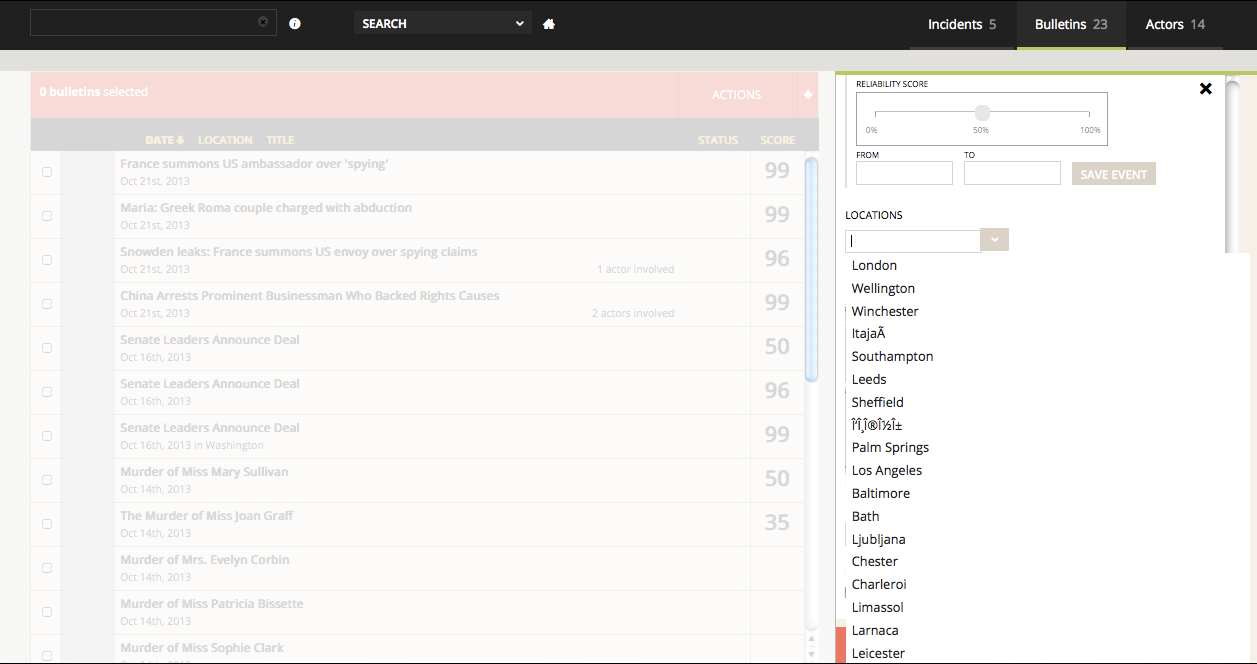 SEARCH
Incidents 5
Bulletins 23
Actors 14
0 bulletins selected
ACTIONS
DATE LOCATION TITLE STATUS SCORE
France summons US ambassador over 'spying'
Oct 21st, 2013
99
Maria: Greek Roma couple charged with abduction
Oct 21st, 2013
99
Snowden leaks: France summons US envoy over spying claims
Oct 21st, 2013
1 actor involved
96
China Arrests Prominent Businessman Who Backed Rights Causes
Oct 21st, 2013
2 actors involved
99
Senate Leaders Announce Deal
Oct 16th, 2013
50
Senate Leaders Announce Deal
Oct 16th, 2013
96
Senate Leaders Announce Deal
Oct 16th, 2013 in Washington
99
Murder of Miss Mary Sullivan
Oct 14th, 2013
50
The Murder of Miss Joan Graff
Oct 14th, 2013
35
Murder of Mrs. Evelyn Corbin
Oct 14th, 2013
Murder of Miss Patricia Bissette
Oct 14th, 2013
Murder of Miss Sophie Clark
RELIABILITY SCORE
0% 50% 100%
FROM TO
SAVE EVENT
LOCATIONS
London
Wellington
Winchester
ItajaÃ
Southampton
Leeds
Sheffield
Î'Î¸Î®Î½Î±
Palm Springs
Los Angeles
Baltimore
Bath
Ljubljana
Chester
Charleroi
Limassol
Larnaca
Leicester